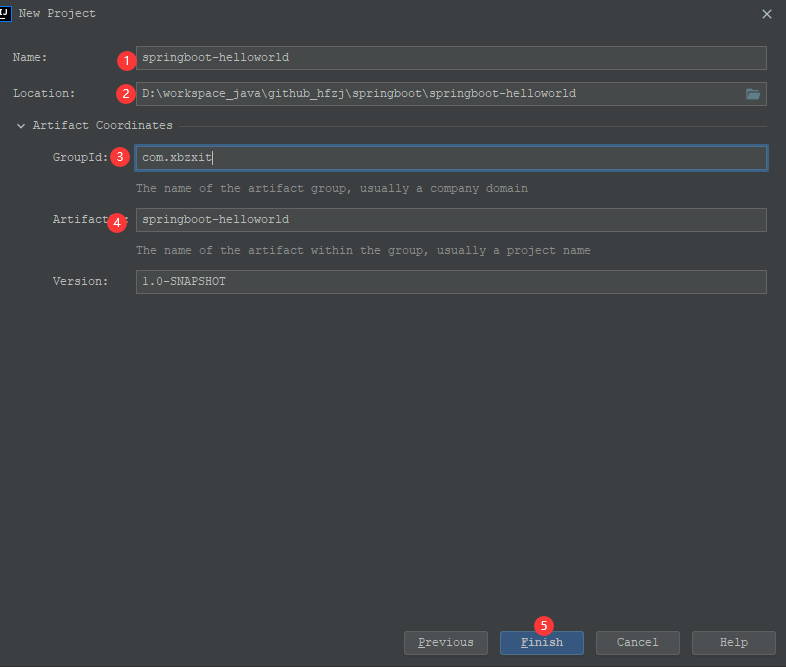 IJ New Project
Name: 1 springboot-helloworld
Location: 2 D:\workspace_java\github_hfzj\springboot\springboot-helloworld
Artifact Coordinates
GroupId: 3 com.xbzxit
The name of the artifact group, usually a company domain
Artifact 4 : springboot-helloworld
The name of the artifact within the group, usually a project name
Version: 1.0-SNAPSHOT
5
Previous Finish Cancel Help